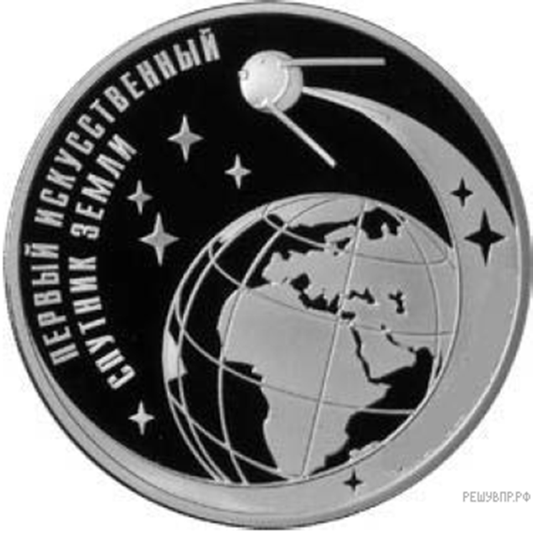 ПЕРВЫЙ ИСКУССТВЕННЫЙ
СПУТНИК ЗЕМЛИ
РЕШУВПР.РФ